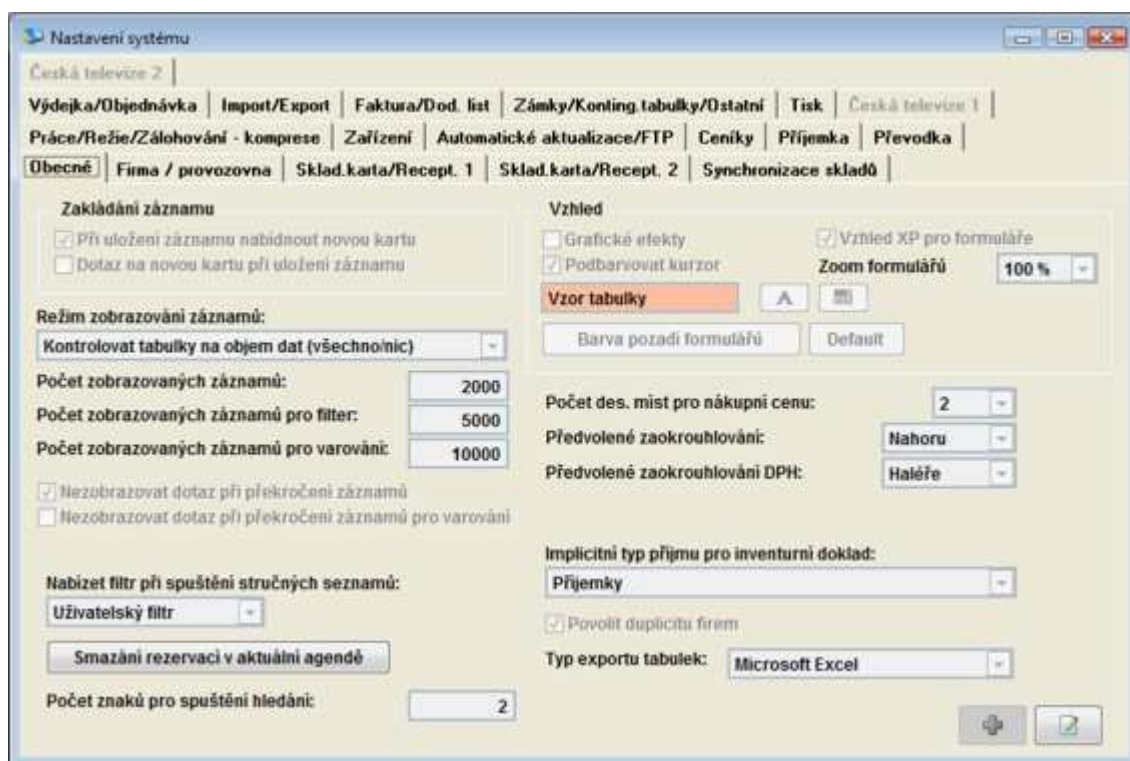 Nastavení systému
Česká televize 2
Výdejka/Objednávka Import/Export Faktura/Dod. list Zámky/Konting.tabulky/Ostatní Tisk Česká televize 1
Práce/Režie/Zálohování - komprese Zařízení Automatické aktualizace/FTP Ceníky Příjemka Převodka
Obecné Firma / provozovna Sklad.karta/Recept. 1 Sklad.karta/Recept. 2 Synchronizace skladů
Zakládání záznamu
Při uložení záznamu nabídnout novou kartu
Dotaz na novou kartu při uložení záznamu
Režim zobrazování záznamů:
Kontrolovat tabulky na objem dat (všechno/nic)
Počet zobrazovaných záznamů: 2000
Počet zobrazovaných záznamů pro filter: 5000
Počet zobrazovaných záznamů pro varování: 10000
Nezobrazovat dotaz při překročení záznamů
Nezobrazovat dotaz při překročení záznamů pro varování
Nabízet filtr při spuštění stručných seznamů:
Uživatelský filtr
Smazání rezervací v aktuální agendě
Počet znaků pro spuštění hledání: 2
Vzhled
Grafické efekty Vzhled XP pro formuláře
Podbarvovat kurzor Zoom formulářů 100 %
Vzor tabulky A
Barva pozadí formulářů Default
Počet des. míst pro nákupní cenu: 2
Předvolené zaokrouhlování: Nahoru
Předvolené zaokrouhlování DPH: Haléře
Implicitní typ příjmu pro inventurní doklad:
Příjemky
Povolit duplicitu firem
Typ exportu tabulek: Microsoft Excel